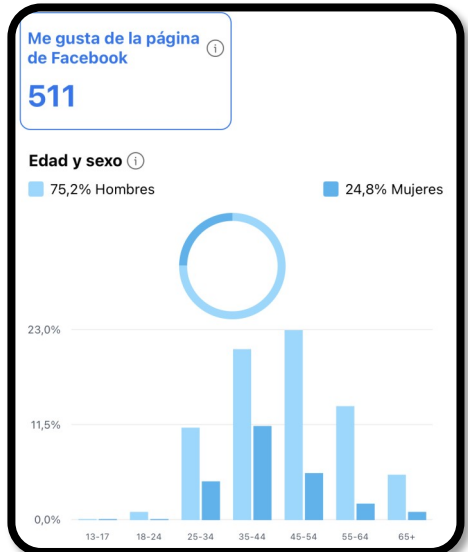 Me gusta de la página
de Facebook
511
Edad y sexo
75,2% Hombres
24,8% Mujeres
23,0%
11,5%
0,0%
13-17 18-24 25-34 35-44 45-54 55-64 65+